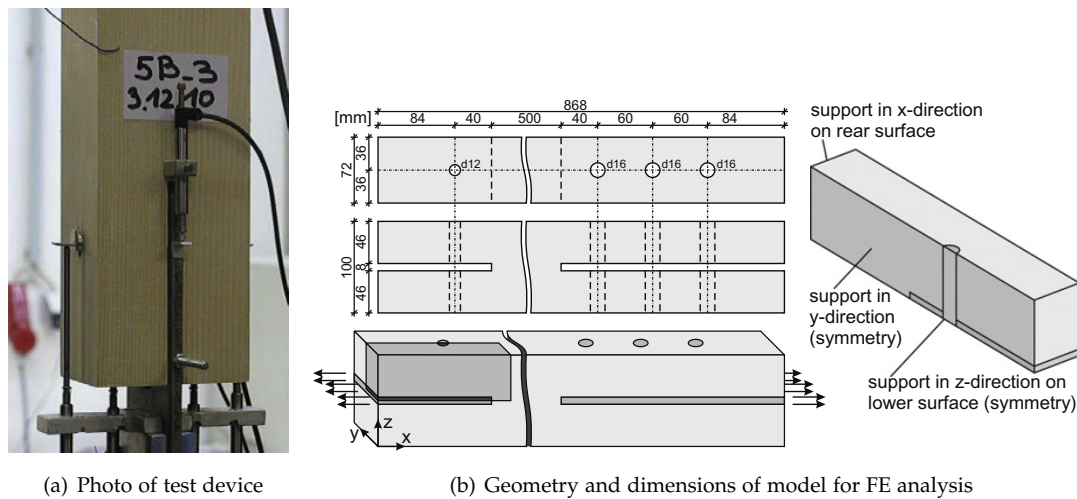 5B_3
3.12.10
868
[mm]
84 40 500 40 60 60 84
72
36
36
d12
d16
d16
d16
100
46
8
46
y
z
x
support in x-direction
on rear surface
support in
y-direction
(symmetry)
support in z-direction on
lower surface (symmetry)
(a) Photo of test device
(b) Geometry and dimensions of model for FE analysis